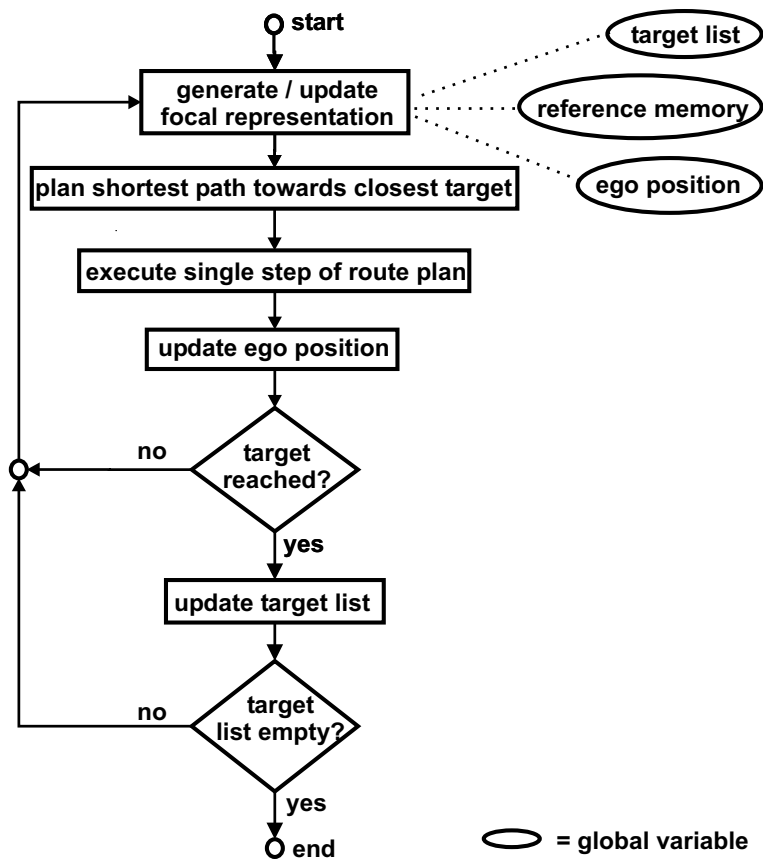 start
target list
generate / update
focal representation
reference memory
ego position
plan shortest path towards closest target
execute single step of route plan
update ego position
no
target
reached?
yes
update target list
no
target
list empty?
yes
end
= global variable